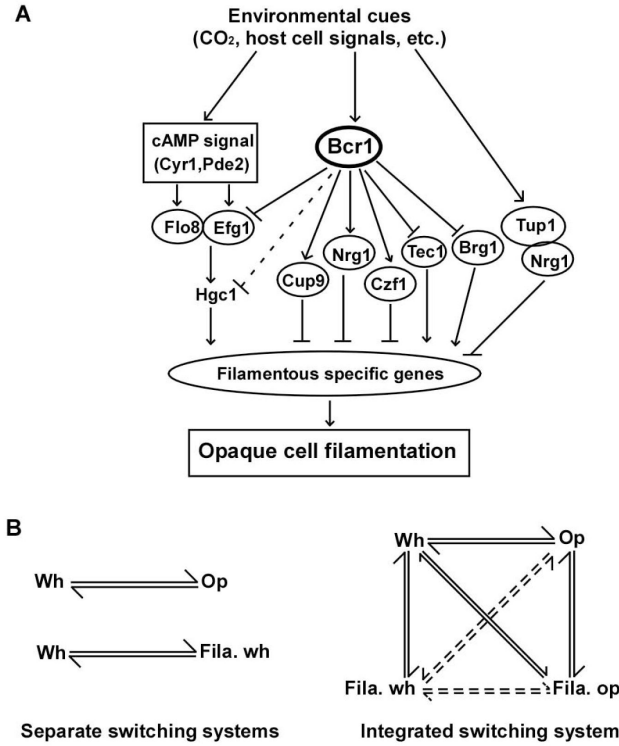 A
Environmental cues
(CO₂, host cell signals, etc.)
cAMP signal
(Cyr1,Pde2)
Bcr1
Flo8
Efg1
Hgc1
Cup9
Nrg1
Czf1
Tec1
Brg1
Tup1
Nrg1
Filamentous specific genes
Opaque cell filamentation
B
Wh
Op
Wh
Fila. wh
Separate switching systems
Wh
Op
Fila. wh
Fila. op
Integrated switching system